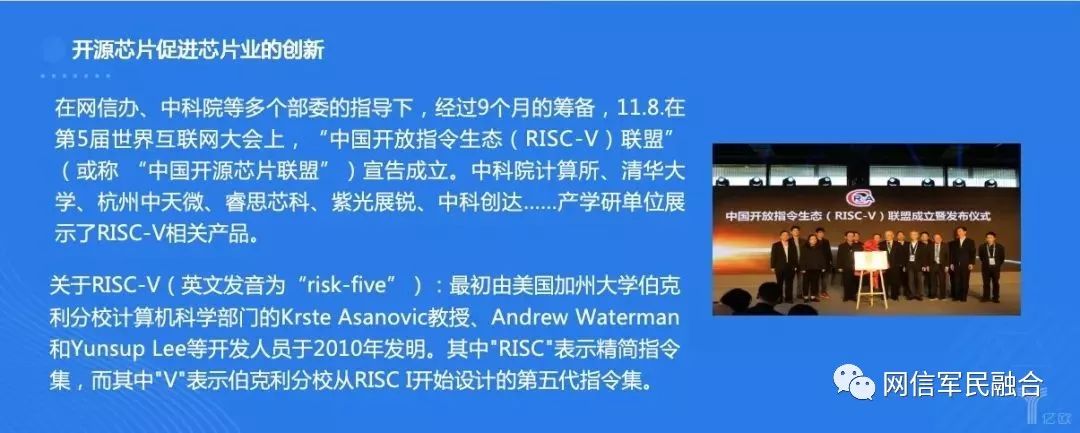 开源芯片促进芯片业的创新
在网信办、中科院等多个部委的指导下，经过9个月的筹备，11.8.在
第5届世界互联网大会上，“中国开放指令生态（RISC-V）联盟”
（或称 “中国开源芯片联盟”）宣告成立。中科院计算所、清华大
学、杭州中天微、睿思芯科、紫光展锐、中科创达......产学研单位展
示了RISC-V相关产品。
关于RISC-V（英文发音为“risk-five”）：最初由美国加州大学伯克
利分校计算机科学部门的Krste Asanovic教授、Andrew Waterman
和Yunsup Lee等开发人员于2010年发明。其中"RISC"表示精简指令
集，而其中"V"表示伯克利分校从RISC I开始设计的第五代指令集。
中国开放指令生态（RISC-V）联盟成立暨发布仪式
网信军民融合
亿欧